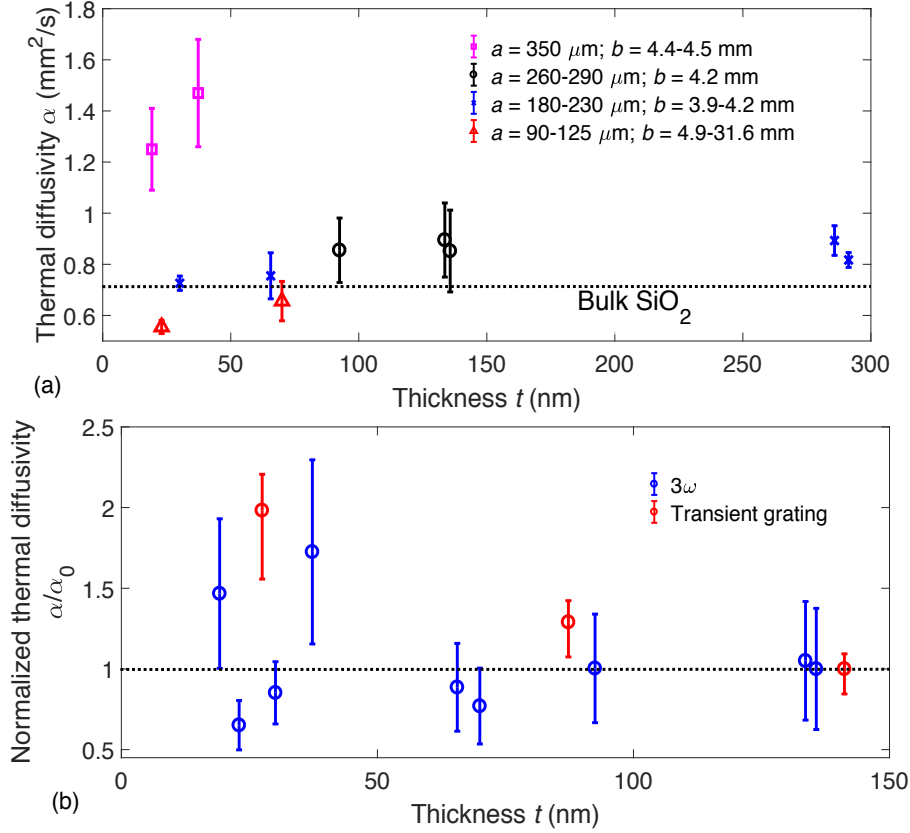 Thermal diffusivity α (mm²/s)
1.8
1.6
1.4
1.2
1
0.8
0.6
a = 350 μm; b = 4.4-4.5 mm
a = 260-290 μm; b = 4.2 mm
a = 180-230 μm; b = 3.9-4.2 mm
a = 90-125 μm; b = 4.9-31.6 mm
Bulk SiO₂
0 50 100 150 200 250 300
(a)
Thickness t (nm)
Normalized thermal diffusivity
α/α₀
2.5
2
1.5
1
0.5
3ω
Transient grating
0 50 100 150
(b)
Thickness t (nm)